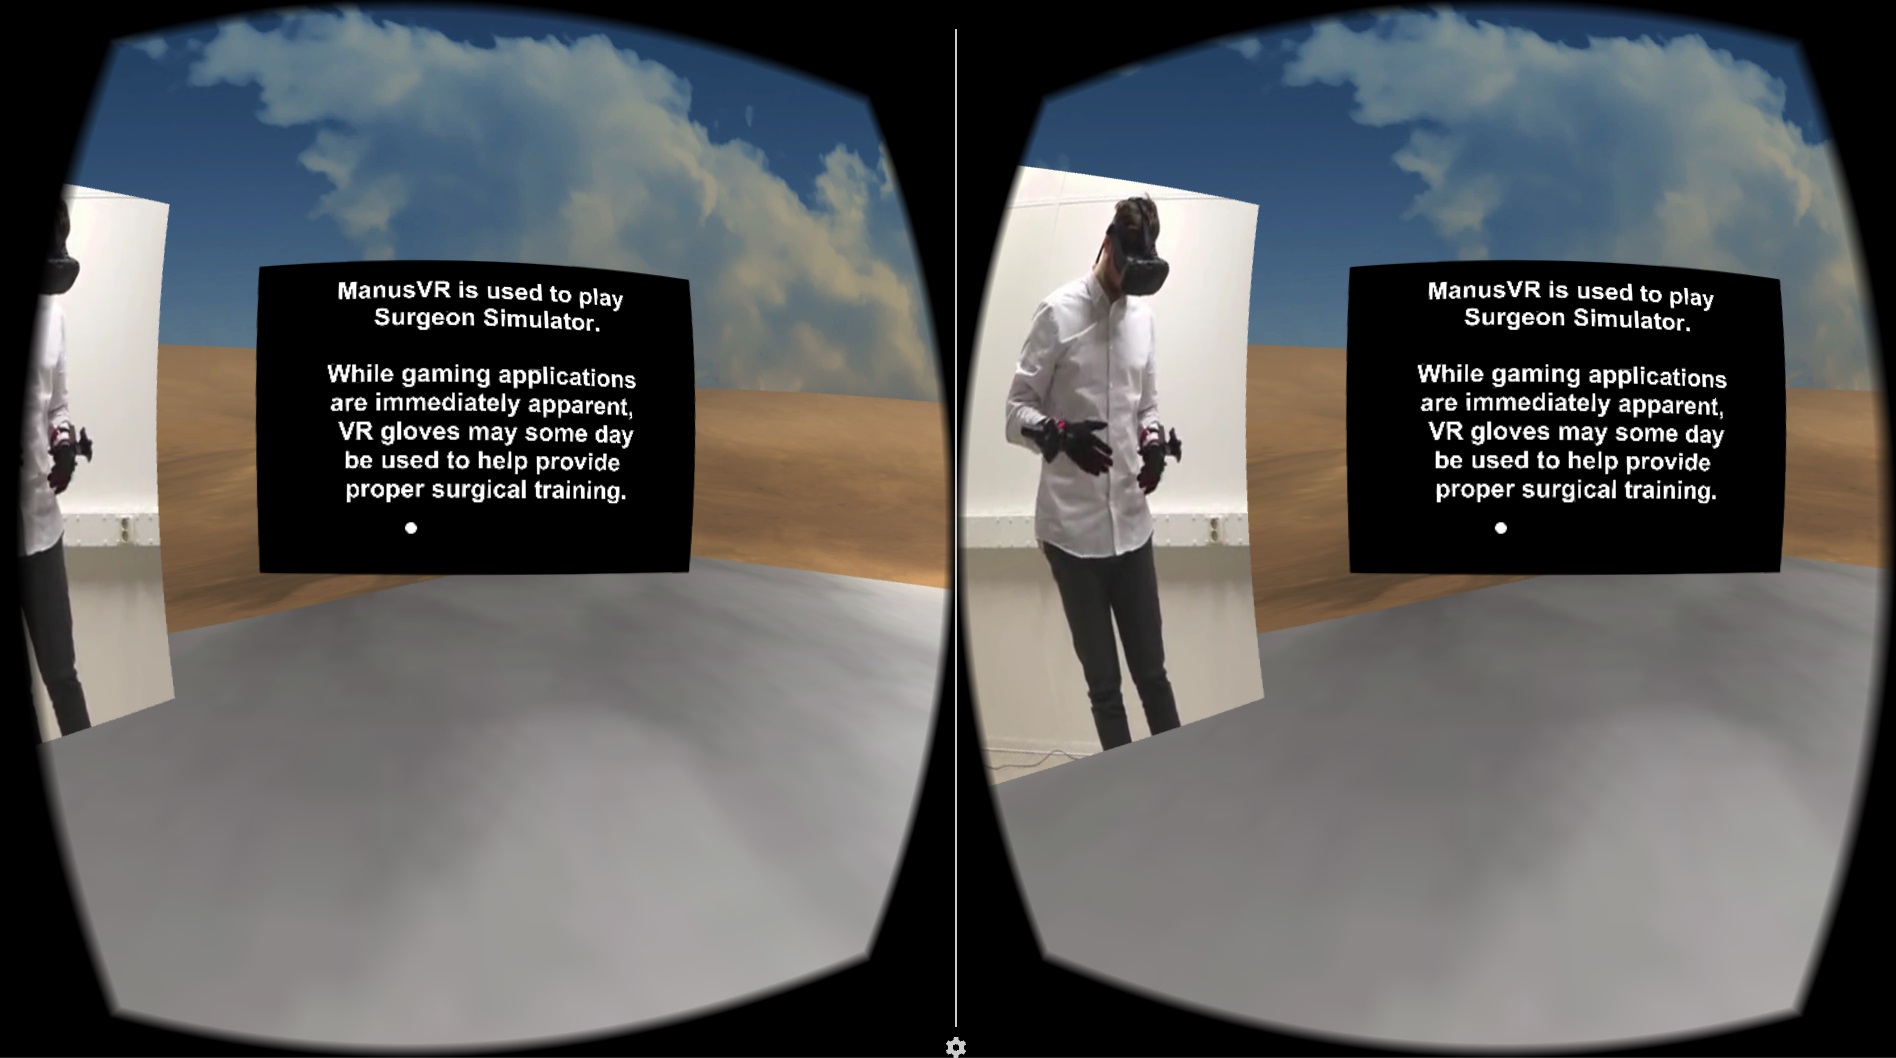 ManusVR is used to play
Surgeon Simulator.
While gaming applications
are immediately apparent,
VR gloves may some day
be used to help provide
proper surgical training.
ManusVR is used to play
Surgeon Simulator.
While gaming applications
are immediately apparent,
VR gloves may some day
be used to help provide
proper surgical training.